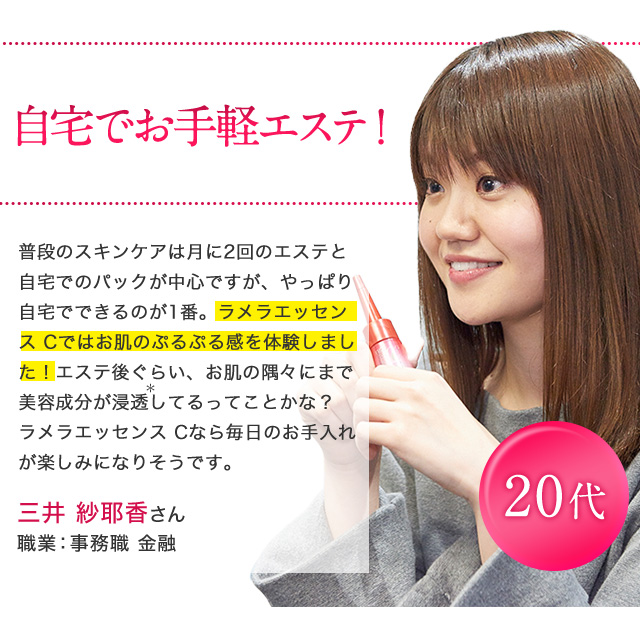 自宅でお手軽エステ！
普段のスキンケアは月に2回のエステと
自宅でのパックが中心ですが、やっぱり
自宅でできるのが1番。ラメラエッセン
ス Cではお肌のぷるぷる感を体験しまし
た！エステ後ぐらい、お肌の隅々にまで
美容成分が浸透*してるってことかな？
ラメラエッセンス Cなら毎日のお手入れ
が楽しみになりそうです。
三井 紗耶香さん
職業：事務職 金融
20代